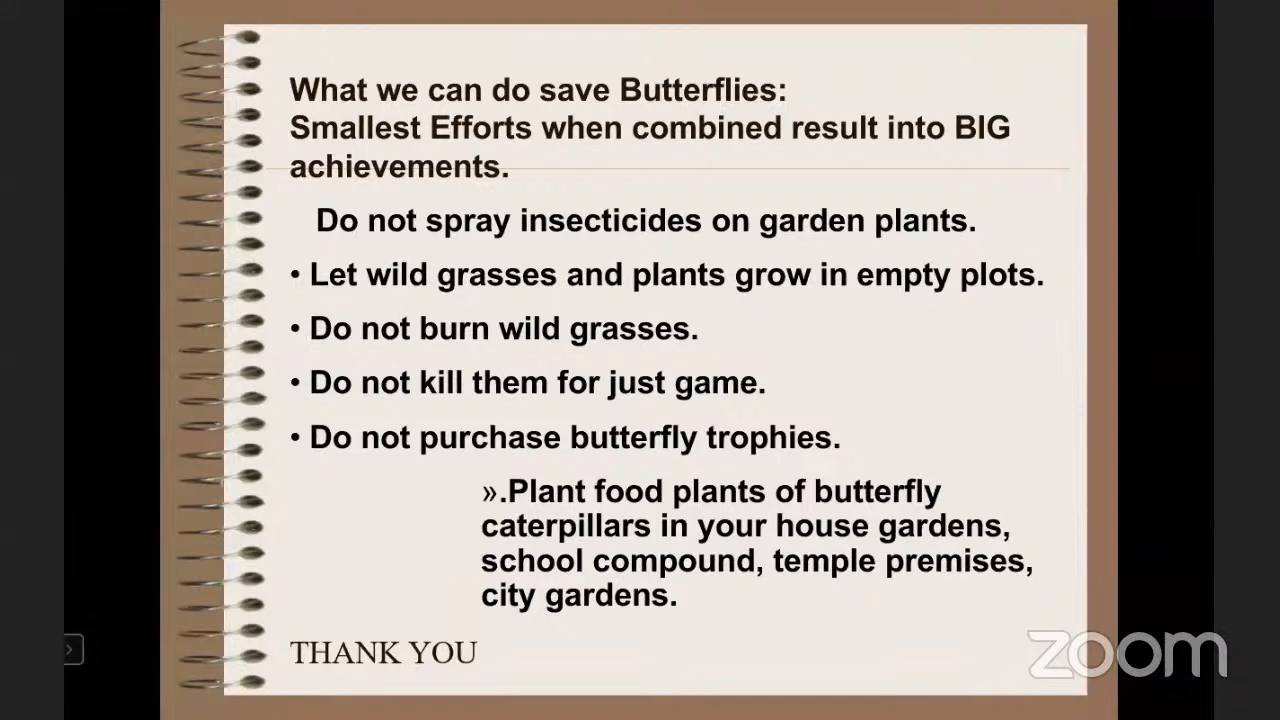 What we can do save Butterflies:
Smallest Efforts when combined result into BIG
achievements.
Do not spray insecticides on garden plants.
• Let wild grasses and plants grow in empty plots.
• Do not burn wild grasses.
• Do not kill them for just game.
• Do not purchase butterfly trophies.
».Plant food plants of butterfly
caterpillars in your house gardens,
school compound, temple premises,
city gardens.
THANK YOU
zoom